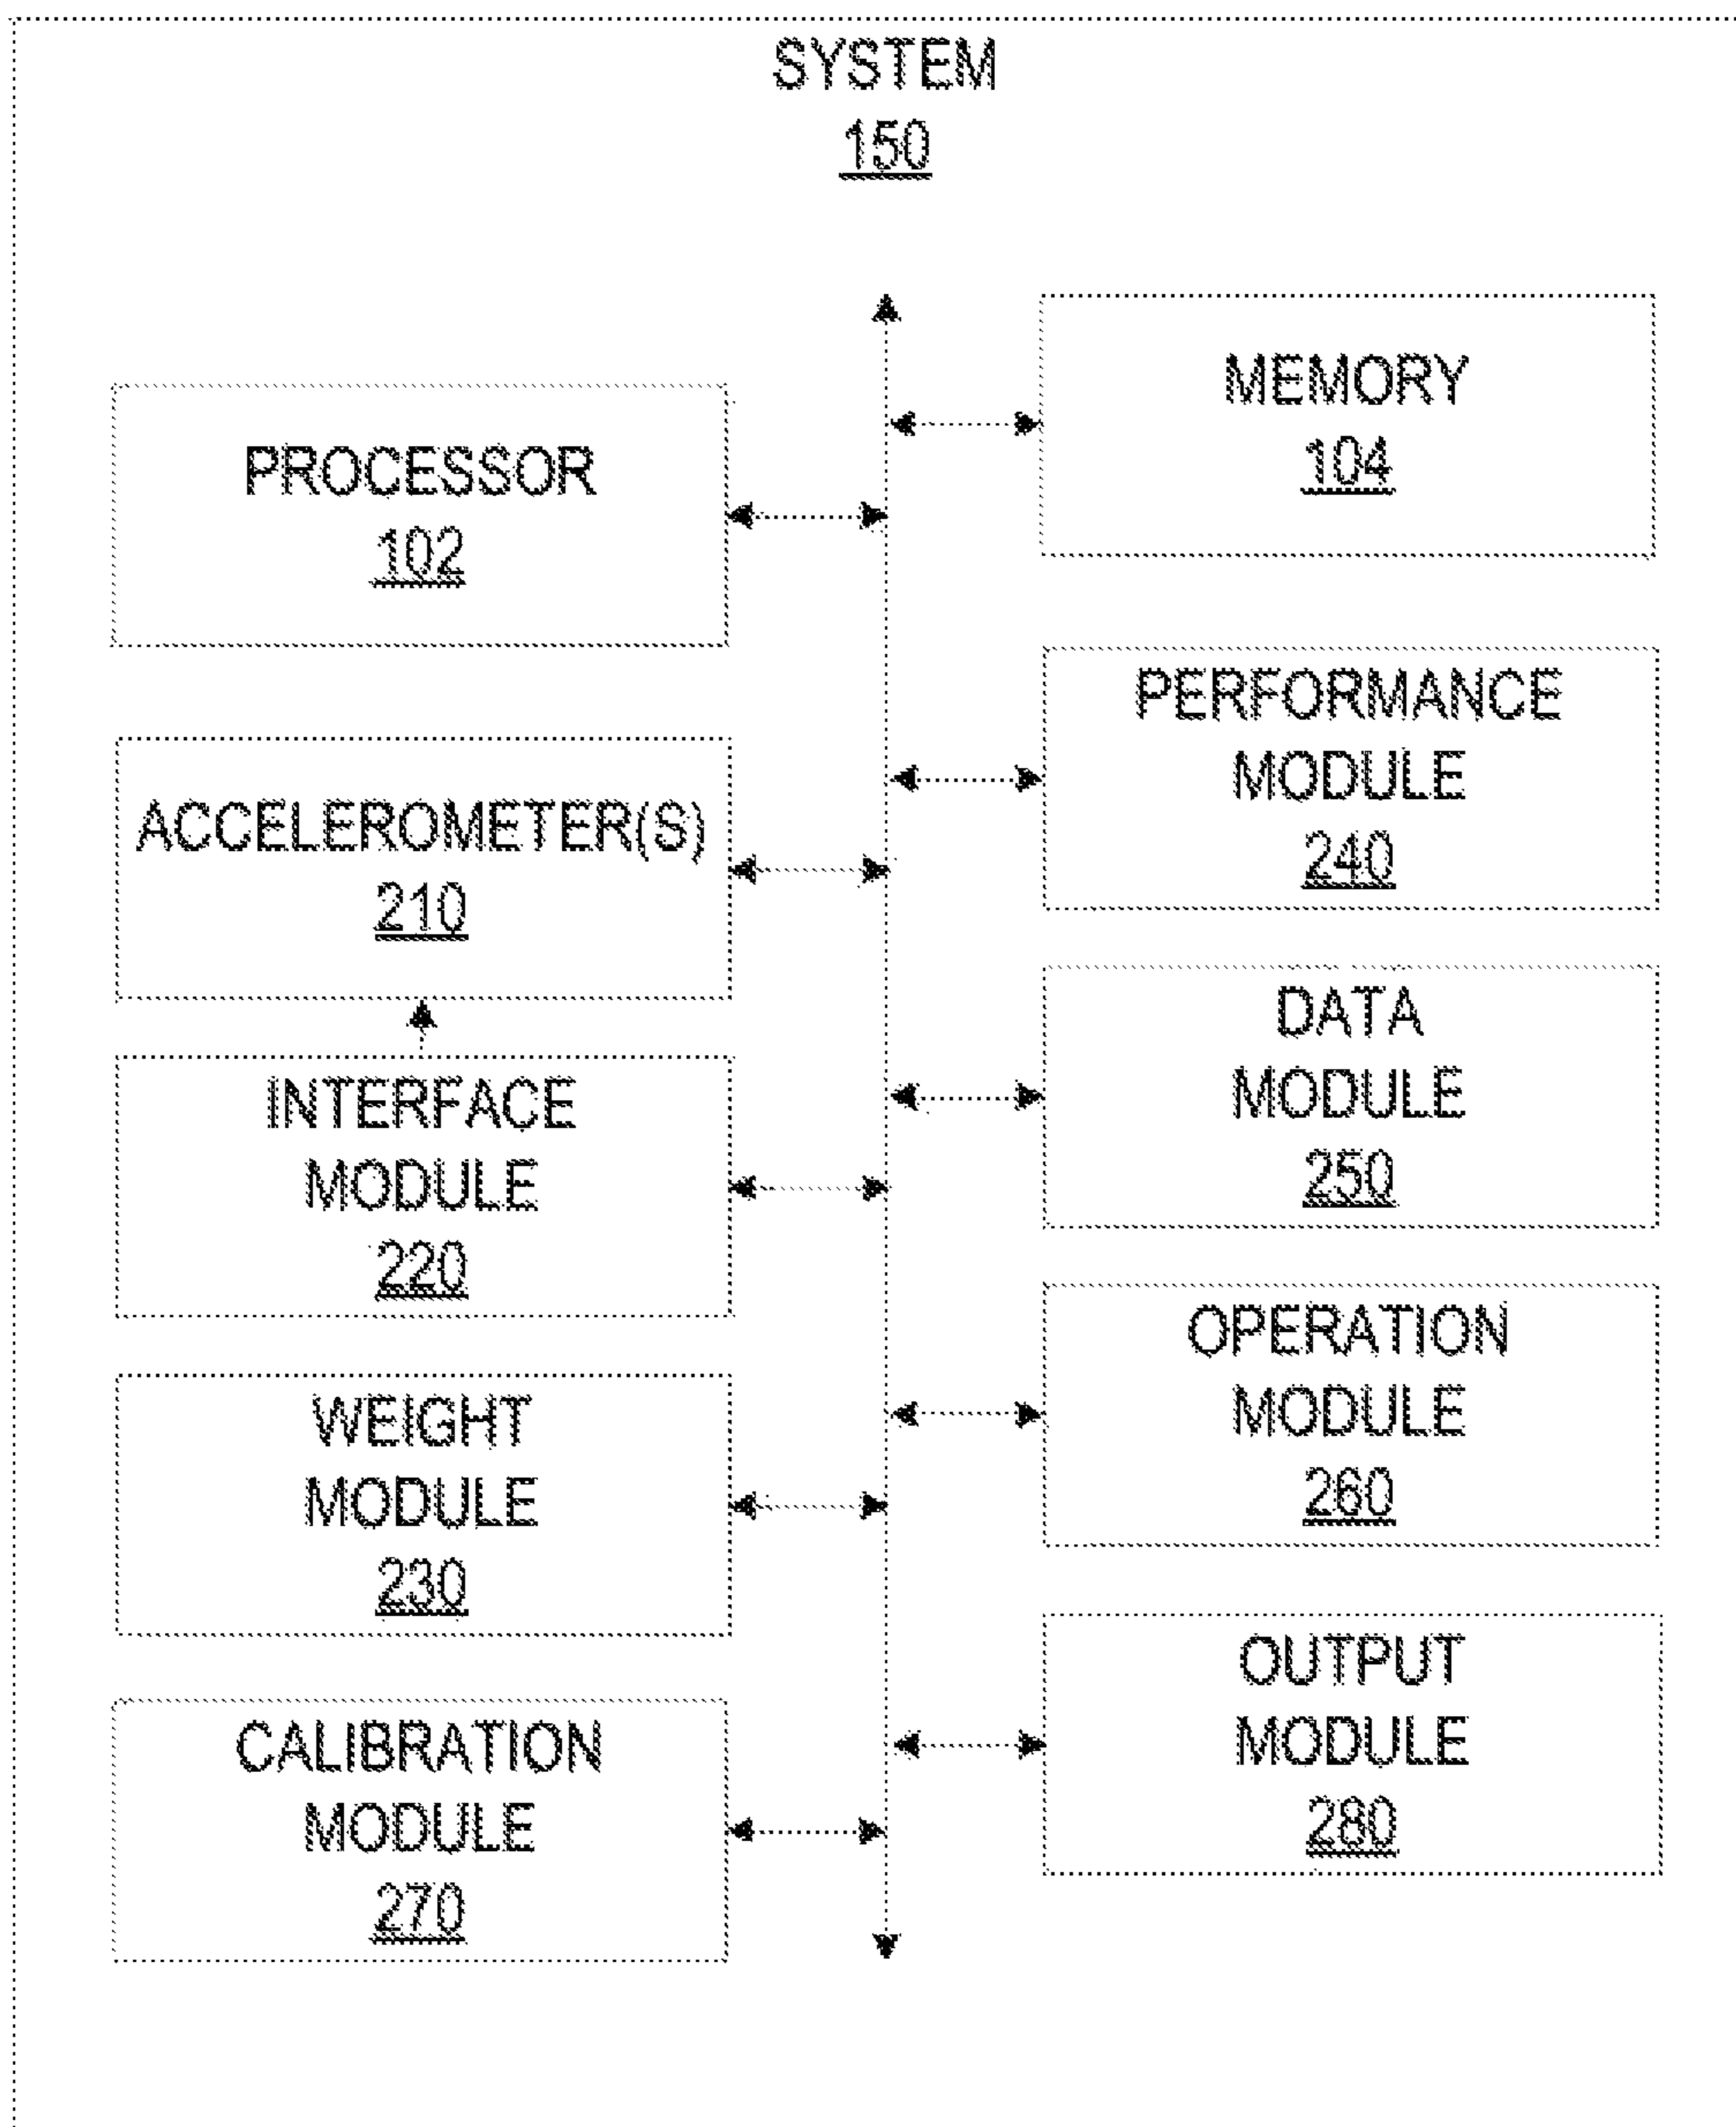 SYSTEM
150
PROCESSOR
102
MEMORY
104
ACCELEROMETER(S)
210
PERFORMANCE
MODULE
240
INTERFACE
MODULE
220
DATA
MODULE
250
WEIGHT
MODULE
230
OPERATION
MODULE
260
CALIBRATION
MODULE
270
OUTPUT
MODULE
280